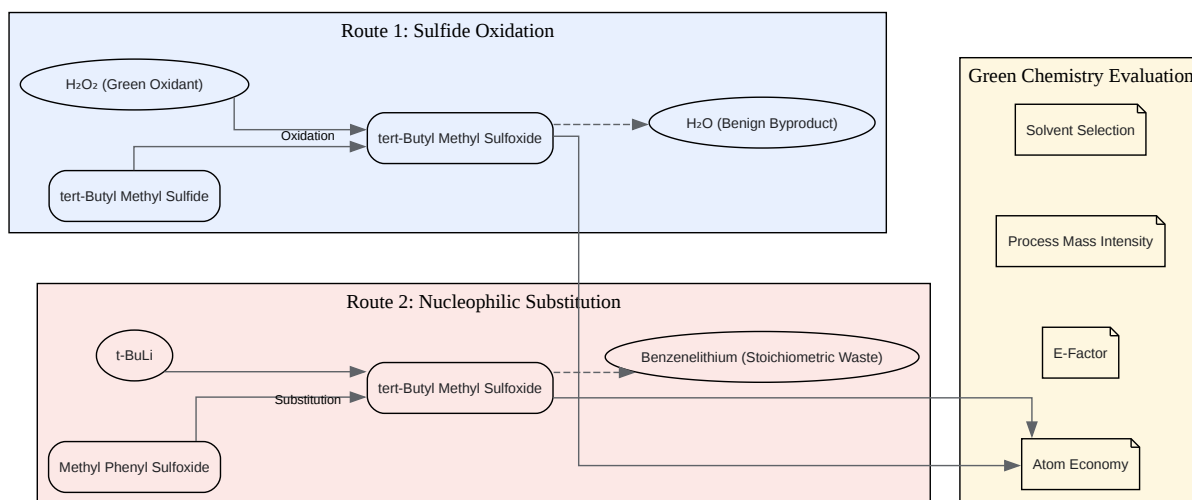 Route 1: Sulfide Oxidation
H₂O₂ (Green Oxidant)
Oxidation
tert-Butyl Methyl Sulfoxide
H₂O (Benign Byproduct)
tert-Butyl Methyl Sulfide
Route 2: Nucleophilic Substitution
t-BuLi
Substitution
tert-Butyl Methyl Sulfoxide
Benzenelithium (Stoichiometric Waste)
Methyl Phenyl Sulfoxide
Green Chemistry Evaluation
Solvent Selection
Process Mass Intensity
E-Factor
Atom Economy